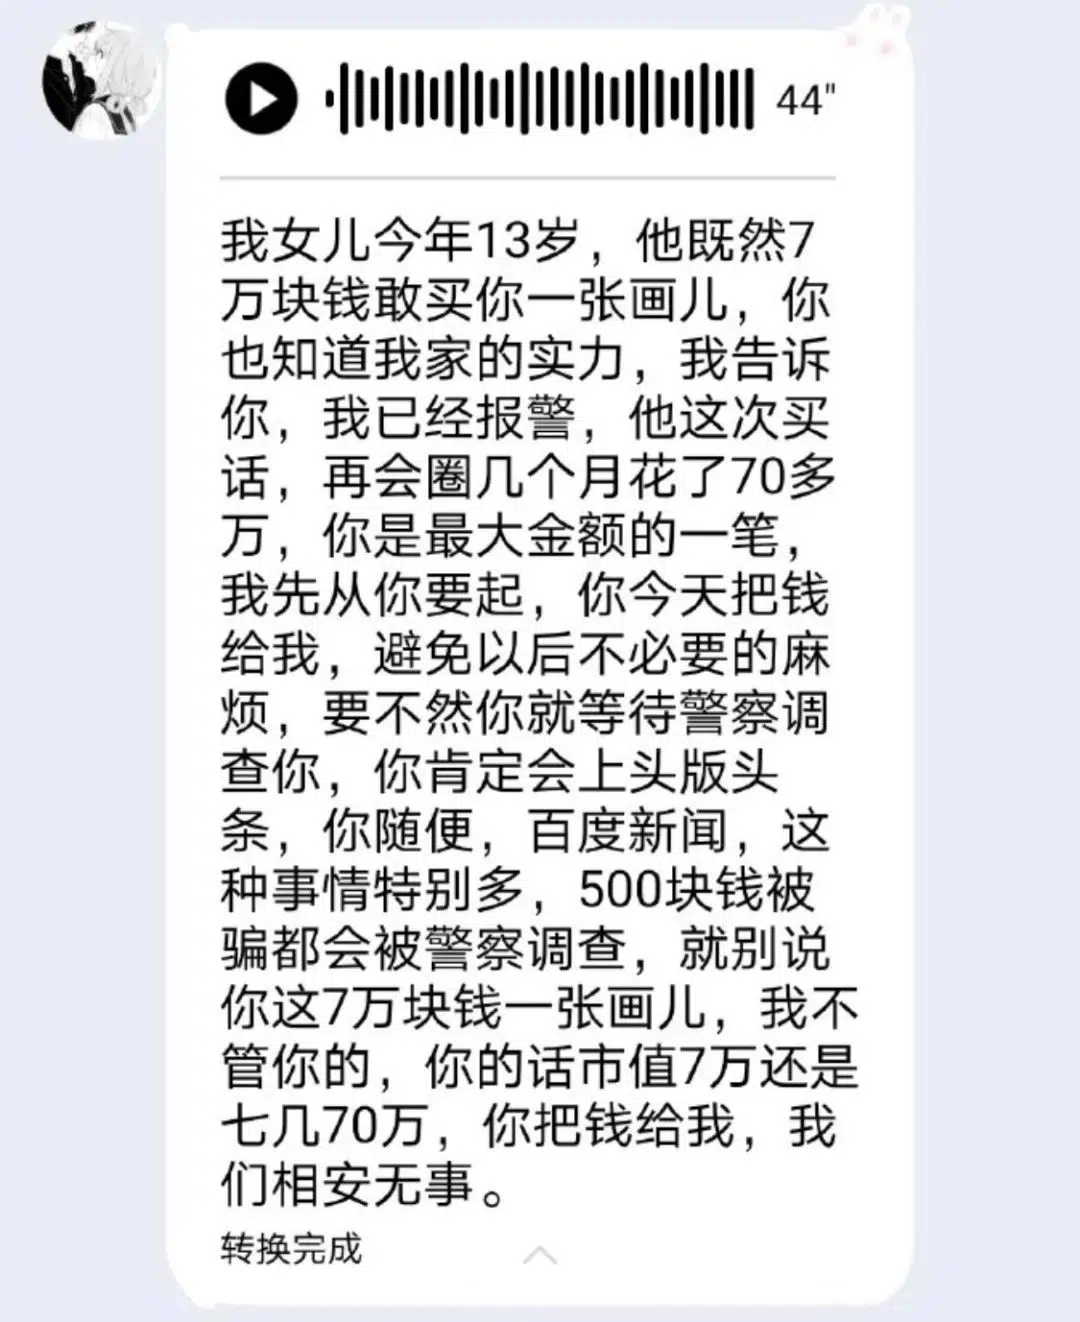 44"
我女儿今年13岁，他既然7
万块钱敢买你一张画儿，你
也知道我家的实力，我告诉
你，我已经报警，他这次买
话，再会圈几个月花了70多
万，你是最大金额的一笔，
我先从你要起，你今天把钱
给我，避免以后不必要的麻
烦，要不然你就等待警察调
查你，你肯定会上头版头
条，你随便，百度新闻，这
种事情特别多，500块钱被
骗都会被警察调查，就别说
你这7万块钱一张画儿，我不
管你的，你的话市值7万还是
七几70万，你把钱给我，我
们相安无事。
转换完成